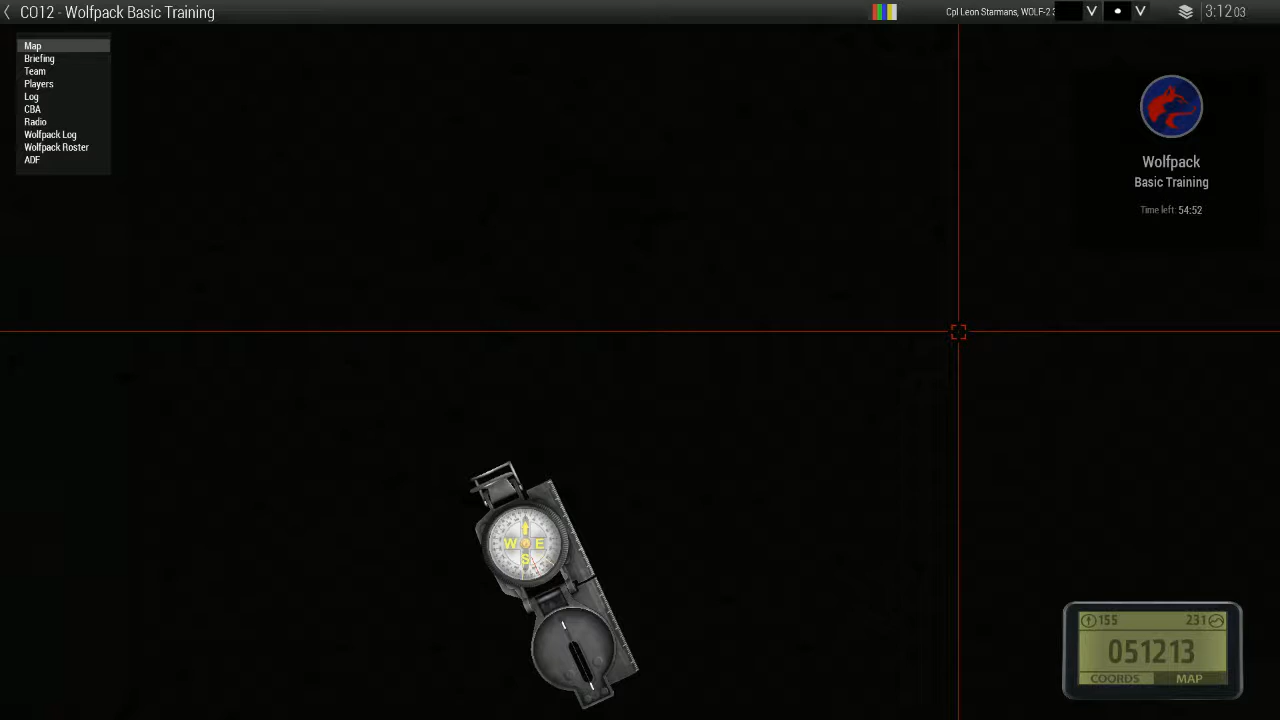 CO12 - Wolfpack Basic Training
Cpl Leon Starmans, WOLF-2 3
3:12 03
Map
Briefing
Team
Players
Log
CBA
Radio
Wolfpack Log
Wolfpack Roster
ADF
Wolfpack
Basic Training
Time left: 54:52
W E
S
155 231
051213
COORDS MAP